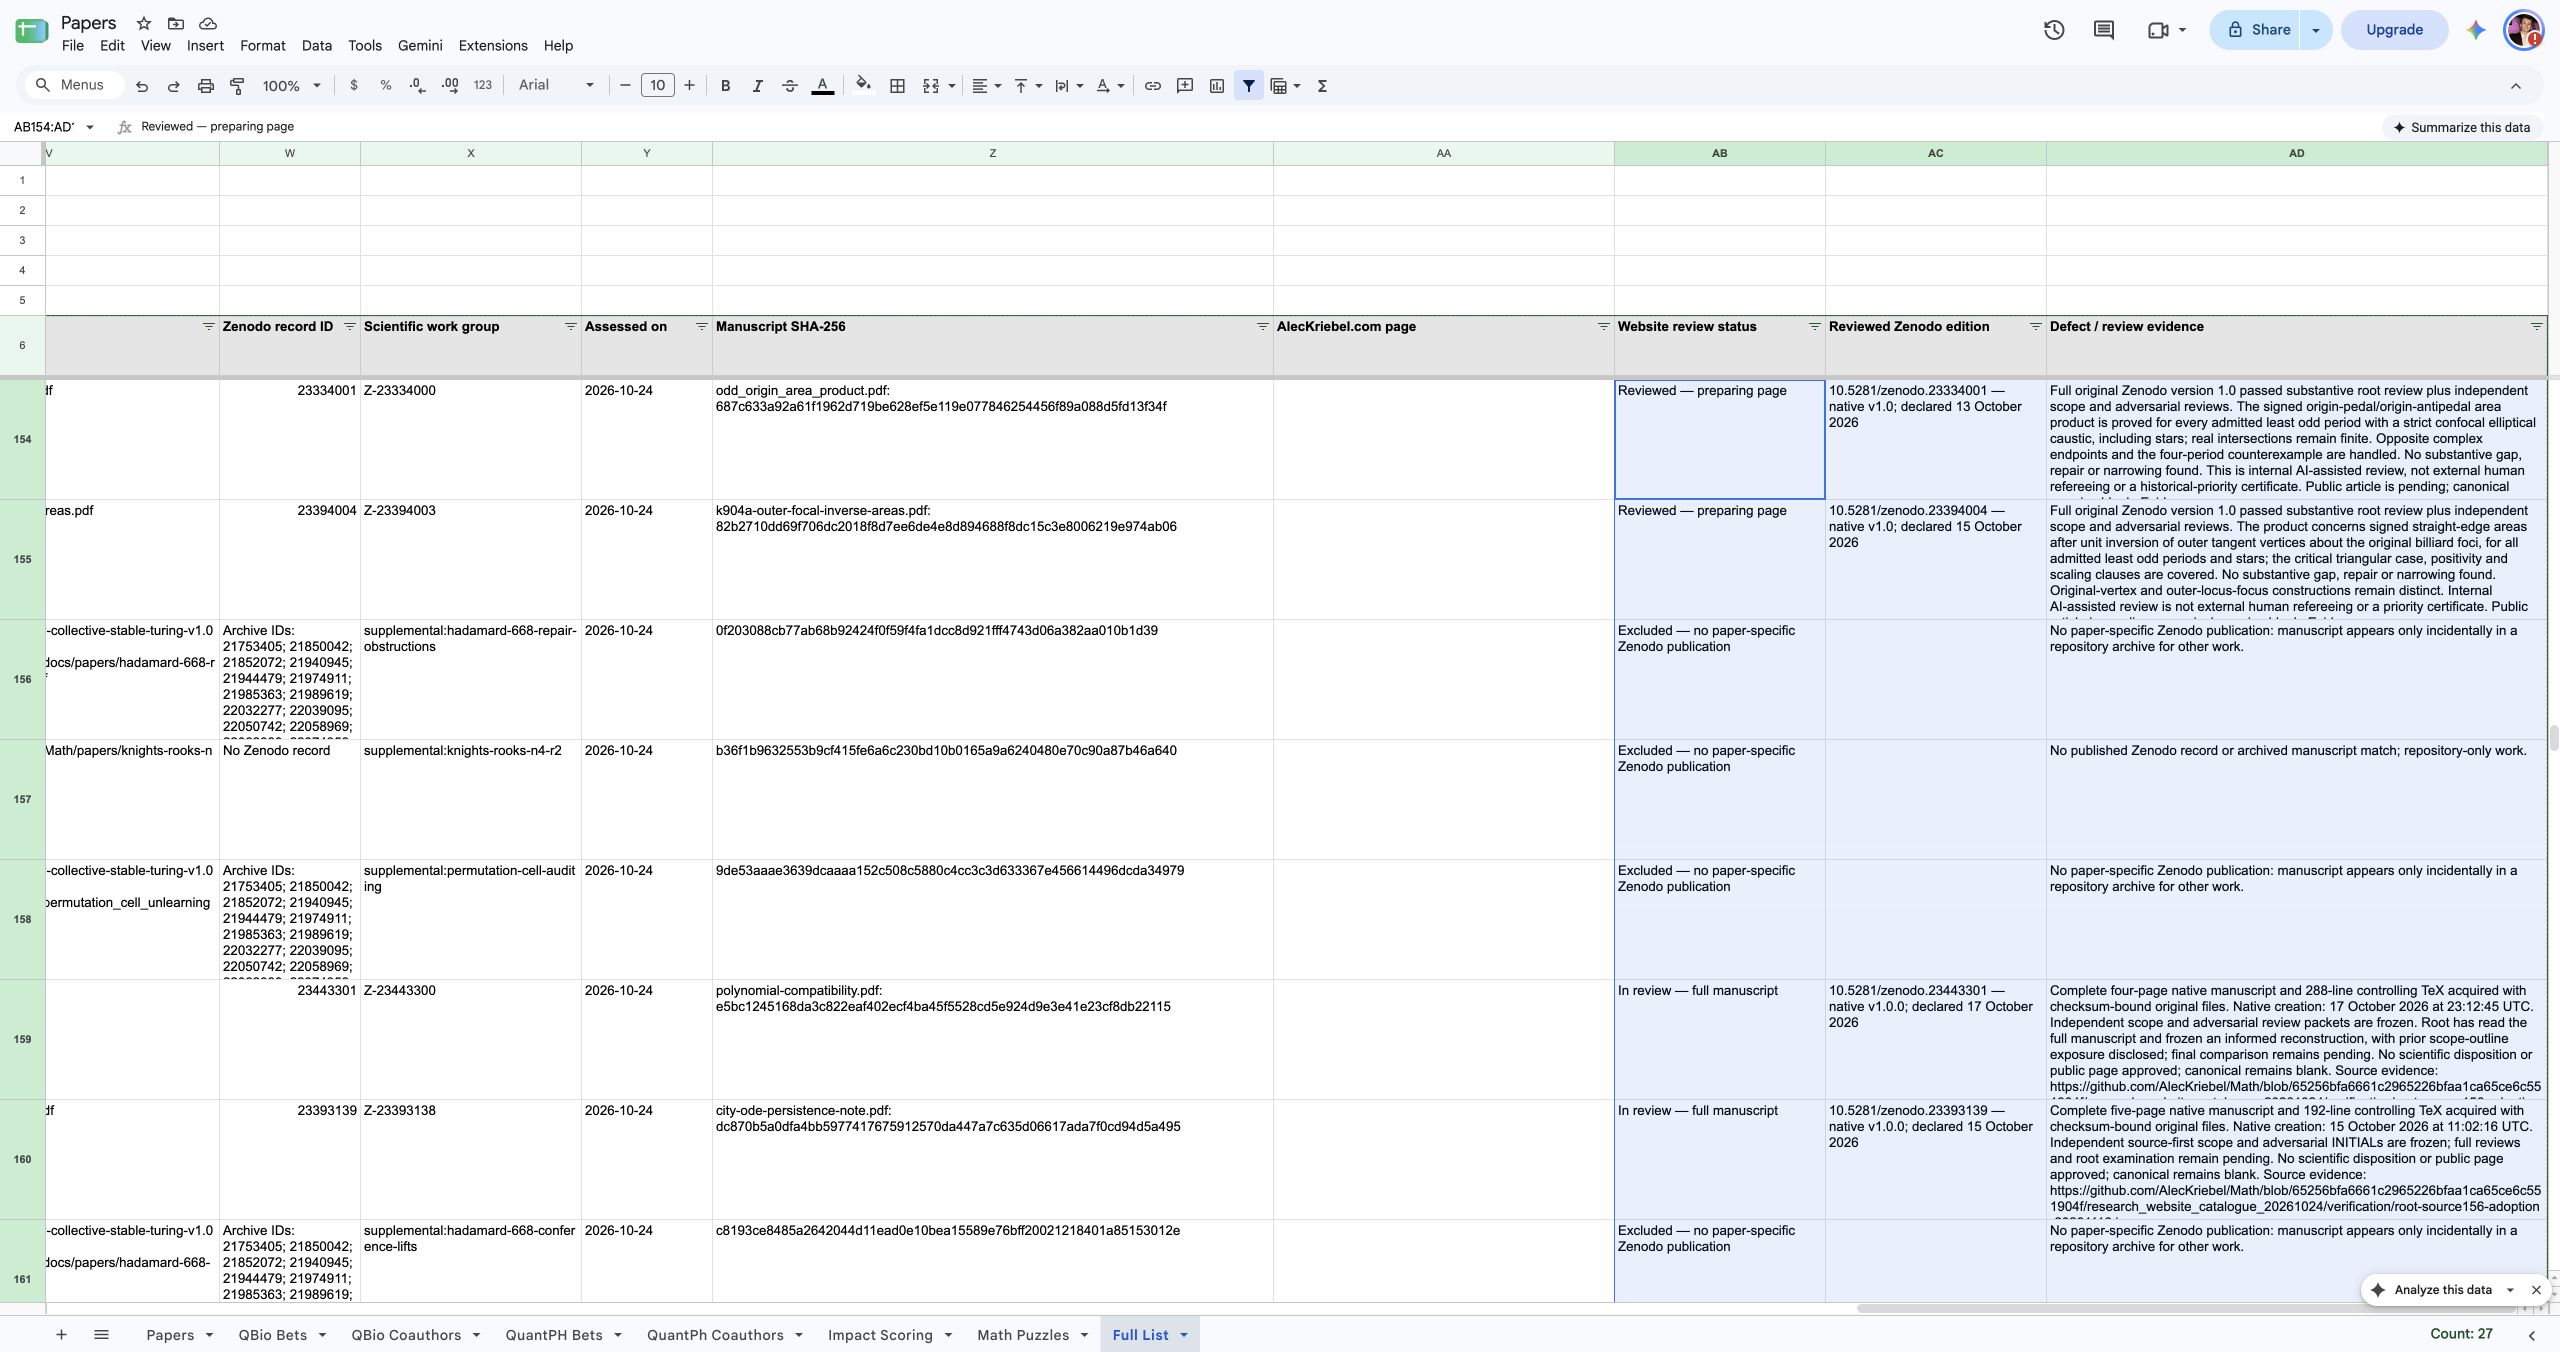 Papers
File Edit View Insert Format Data Tools Gemini Extensions Help
Share
Upgrade
Menus
100%
$ % .0 .00 123
Arial
10
AB154:AD
Reviewed — preparing page
Summarize this data
V W X Y Z AA AB AC AD
1
2
3
4
5
6
Zenodo record ID
Scientific work group
Assessed on
Manuscript SHA-256
AlecKriebel.com page
Website review status
Reviewed Zenodo edition
Defect / review evidence
154
df
23334001
Z-23334000
2026-10-24
odd_origin_area_product.pdf:
687c633a92a61f1962d719be628ef5e119e077846254456f89a088d5fd13f34f
Reviewed — preparing page
10.5281/zenodo.23334001 —
native v1.0; declared 13 October
2026
Full original Zenodo version 1.0 passed substantive root review plus independent
scope and adversarial reviews. The signed origin-pedal/origin-antipedal area
product is proved for every admitted least odd period with a strict confocal elliptical
caustic, including stars; real intersections remain finite. Opposite complex
endpoints and the four-period counterexample are handled. No substantive gap,
repair or narrowing found. This is internal AI-assisted review, not external human
refereeing or a historical-priority certificate. Public article is pending; canonical
155
reas.pdf
23394004
Z-23394003
2026-10-24
k904a-outer-focal-inverse-areas.pdf:
82b2710dd69f706dc2018f8d7ee6de4e8d894688f8dc15c3e8006219e974ab06
Reviewed — preparing page
10.5281/zenodo.23394004 —
native v1.0; declared 15 October
2026
Full original Zenodo version 1.0 passed substantive root review plus independent
scope and adversarial reviews. The product concerns signed straight-edge areas
after unit inversion of outer tangent vertices about the original billiard foci, for all
admitted least odd periods and stars; the critical triangular case, positivity and
scaling clauses are covered. No substantive gap, repair or narrowing found.
Original-vertex and outer-locus-focus constructions remain distinct. Internal
AI-assisted review is not external human refereeing or a priority certificate. Public
156
-collective-stable-turing-v1.0
docs/papers/hadamard-668-r
Archive IDs:
21753405; 21850042;
21852072; 21940945;
21944479; 21974911;
21985363; 21989619;
22032277; 22039095;
22050742; 22058969;
supplemental:hadamard-668-repair-
obstructions
2026-10-24
0f203088cb77ab68b92424f0f59f4fa1dcc8d921fff4743d06a382aa010b1d39
Excluded — no paper-specific
Zenodo publication
No paper-specific Zenodo publication: manuscript appears only incidentally in a
repository archive for other work.
157
Math/papers/knights-rooks-n
No Zenodo record
supplemental:knights-rooks-n4-r2
2026-10-24
b36f1b9632553b9cf415fe6a6c230bd10b0165a9a6240480e70c90a87b46a640
Excluded — no paper-specific
Zenodo publication
No published Zenodo record or archived manuscript match; repository-only work.
158
-collective-stable-turing-v1.0
permutation_cell_unlearning
Archive IDs:
21753405; 21850042;
21852072; 21940945;
21944479; 21974911;
21985363; 21989619;
22032277; 22039095;
22050742; 22058969;
supplemental:permutation-cell-audit
ing
2026-10-24
9de53aaae3639dcaaaa152c508c5880c4cc3c3d633367e456614496dcda34979
Excluded — no paper-specific
Zenodo publication
No paper-specific Zenodo publication: manuscript appears only incidentally in a
repository archive for other work.
159
23443301
Z-23443300
2026-10-24
polynomial-compatibility.pdf:
e5bc1245168da3c822eaf402ecf4ba45f5528cd5e924d9e3e41e23cf8db22115
In review — full manuscript
10.5281/zenodo.23443301 —
native v1.0.0; declared 17 October
2026
Complete four-page native manuscript and 288-line controlling TeX acquired with
checksum-bound original files. Native creation: 17 October 2026 at 23:12:45 UTC.
Independent scope and adversarial review packets are frozen. Root has read the
full manuscript and frozen an informed reconstruction, with prior scope-outline
exposure disclosed; final comparison remains pending. No scientific disposition or
public page approved; canonical remains blank. Source evidence:
https://github.com/AlecKriebel/Math/blob/65256bfa6661c2965226bfaa1ca65ce6c55
160
df
23393139
Z-23393138
2026-10-24
city-ode-persistence-note.pdf:
dc870b5a0dfa4bb5977417675912570da447a7c635d06617ada7f0cd94d5a495
In review — full manuscript
10.5281/zenodo.23393139 —
native v1.0.0; declared 15 October
2026
Complete five-page native manuscript and 192-line controlling TeX acquired with
checksum-bound original files. Native creation: 15 October 2026 at 11:02:16 UTC.
Independent source-first scope and adversarial INITIALs are frozen; full reviews
and root examination remain pending. No scientific disposition or public page
approved; canonical remains blank. Source evidence:
https://github.com/AlecKriebel/Math/blob/65256bfa6661c2965226bfaa1ca65ce6c55
1904f/research_website_catalogue_20261024/verification/root-source156-adoption
161
-collective-stable-turing-v1.0
docs/papers/hadamard-668-
Archive IDs:
21753405; 21850042;
21852072; 21940945;
21944479; 21974911;
21985363; 21989619;
supplemental:hadamard-668-confer
ence-lifts
2026-10-24
c8193ce8485a2642044d11ead0e10bea15589e76bff20021218401a85153012e
Excluded — no paper-specific
Zenodo publication
No paper-specific Zenodo publication: manuscript appears only incidentally in a
repository archive for other work.
Analyze this data
Papers
QBio Bets
QBio Coauthors
QuantPH Bets
QuantPh Coauthors
Impact Scoring
Math Puzzles
Full List
Count: 27